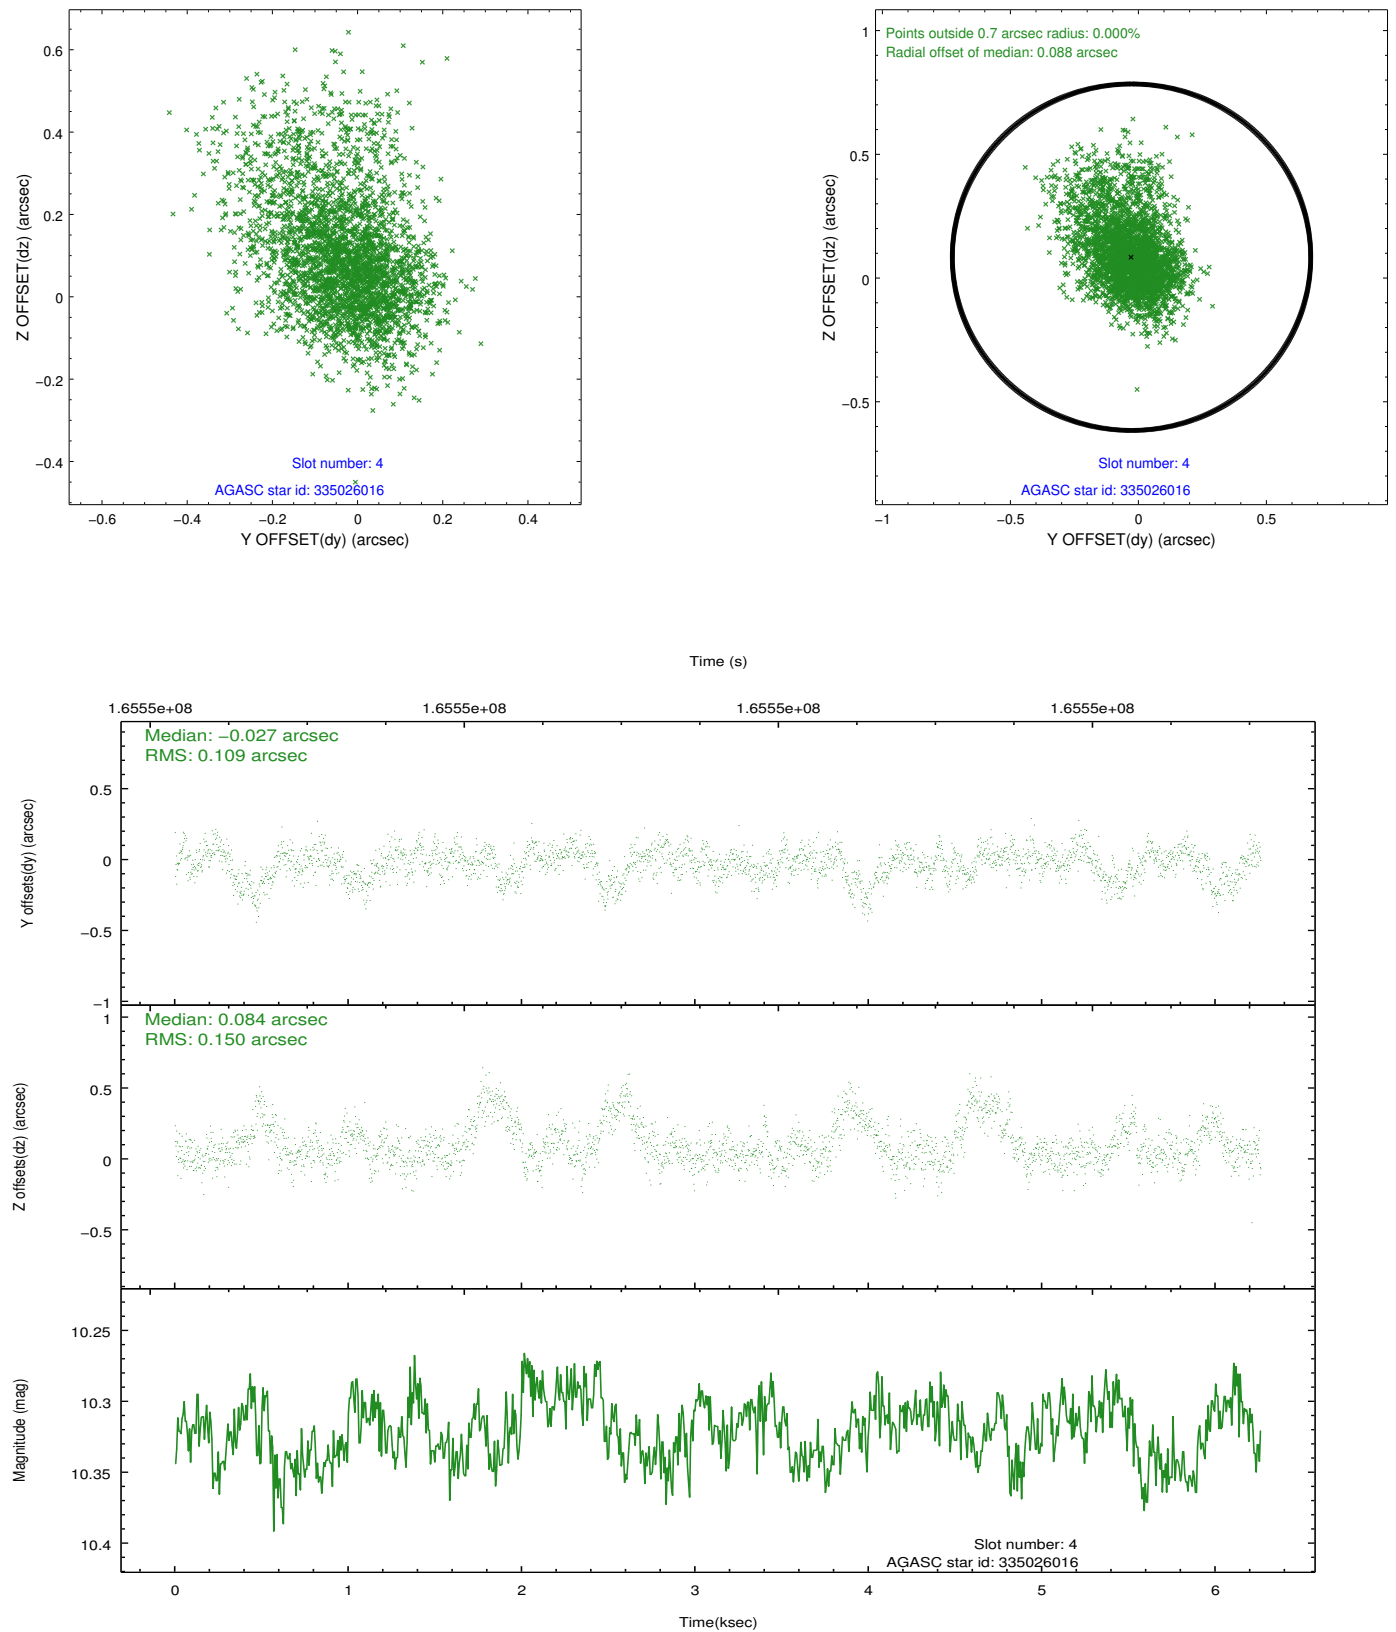 0.6
0.4
0.2
0
−0.2
−0.4
Z OFFSET(dz) (arcsec)
Slot number: 4
AGASC star id: 335026016
−0.6
−0.4
−0.2
0
0.2
0.4
Y OFFSET(dy) (arcsec)
Points outside 0.7 arcsec radius: 0.000%
Radial offset of median: 0.088 arcsec
1
0.5
0
−0.5
Z OFFSET(dz) (arcsec)
Slot number: 4
AGASC star id: 335026016
−1
−0.5
0
0.5
Y OFFSET(dy) (arcsec)
Time (s)
1.6555e+08
1.6555e+08
1.6555e+08
1.6555e+08
Median: −0.027 arcsec
RMS: 0.109 arcsec
0.5
0
−0.5
−1
Y offsets(dy) (arcsec)
Median: 0.084 arcsec
RMS: 0.150 arcsec
1
0.5
0
−0.5
Z offsets(dz) (arcsec)
10.25
10.3
10.35
10.4
Magnitude (mag)
Slot number: 4
AGASC star id: 335026016
0
1
2
3
4
5
6
Time(ksec)